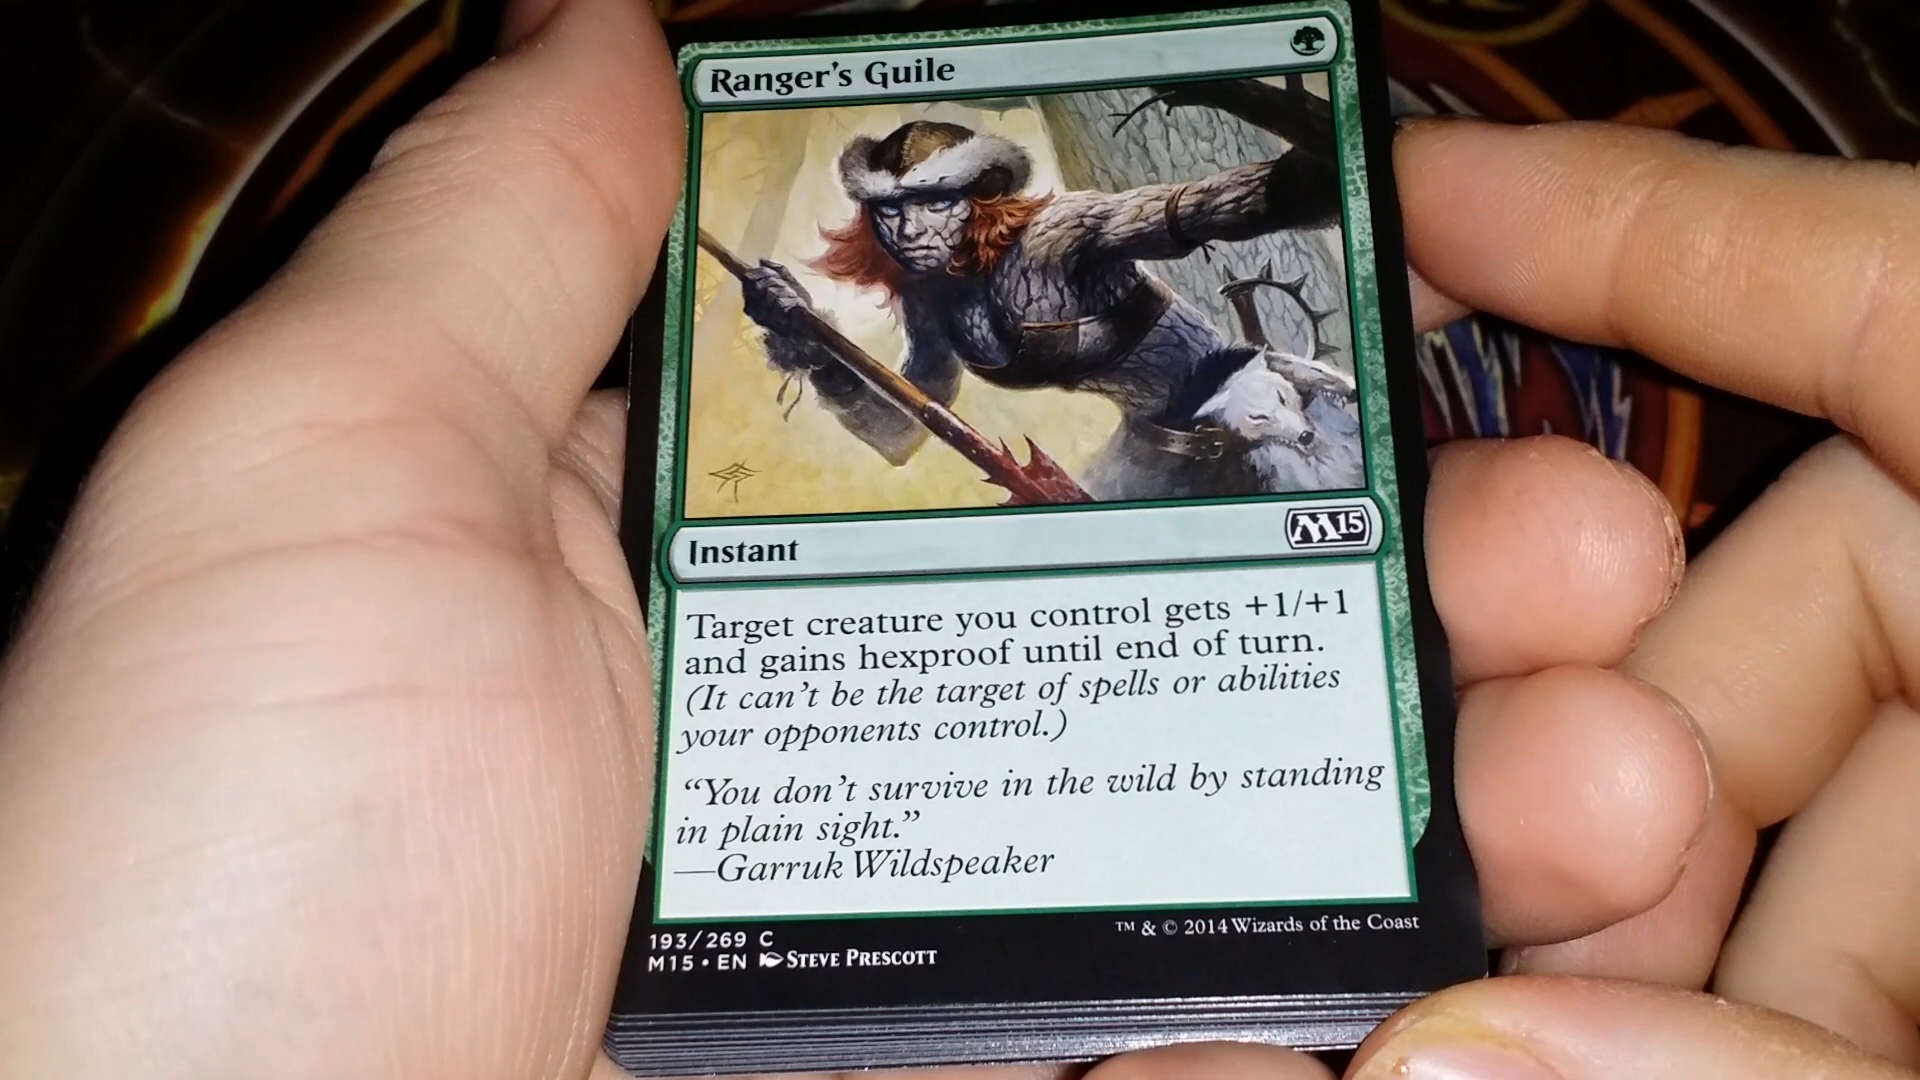 Ranger's Guile
Instant
M15
Target creature you control gets +1/+1
and gains hexproof until end of turn.
(It can't be the target of spells or abilities
your opponents control.)
“You don't survive in the wild by standing
in plain sight.”
—Garruk Wildspeaker
193/269 C
™ & © 2014 Wizards of the Coast
M15 • EN Steve Prescott